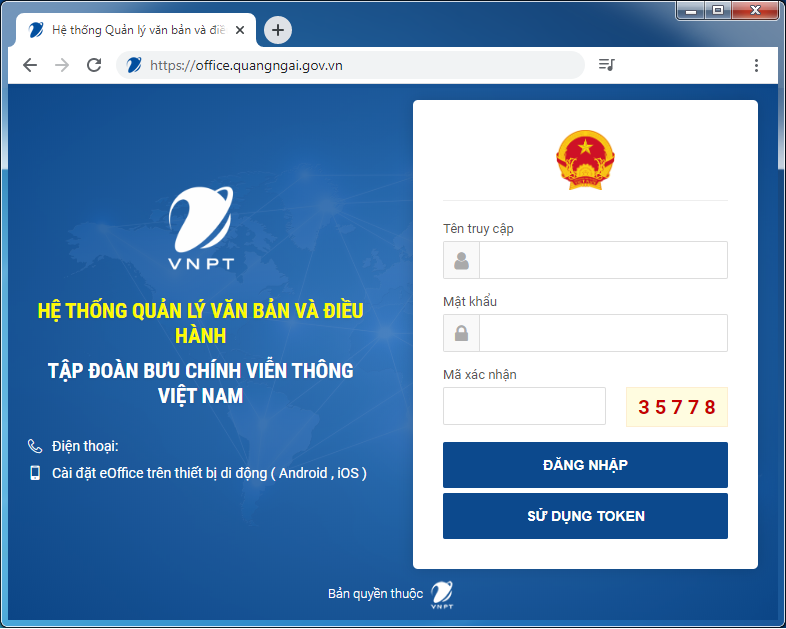 Hệ thống Quản lý văn bản và điề
https://office.quangngai.gov.vn
VNPT
HỆ THỐNG QUẢN LÝ VĂN BẢN VÀ ĐIỀU
HÀNH
TẬP ĐOÀN BƯU CHÍNH VIỄN THÔNG
VIỆT NAM
Điện thoại:
Cài đặt eOffice trên thiết bị di động ( Android , iOS )
Tên truy cập
Mật khẩu
Mã xác nhận
35778
ĐĂNG NHẬP
SỬ DỤNG TOKEN
Bản quyền thuộc VNPT